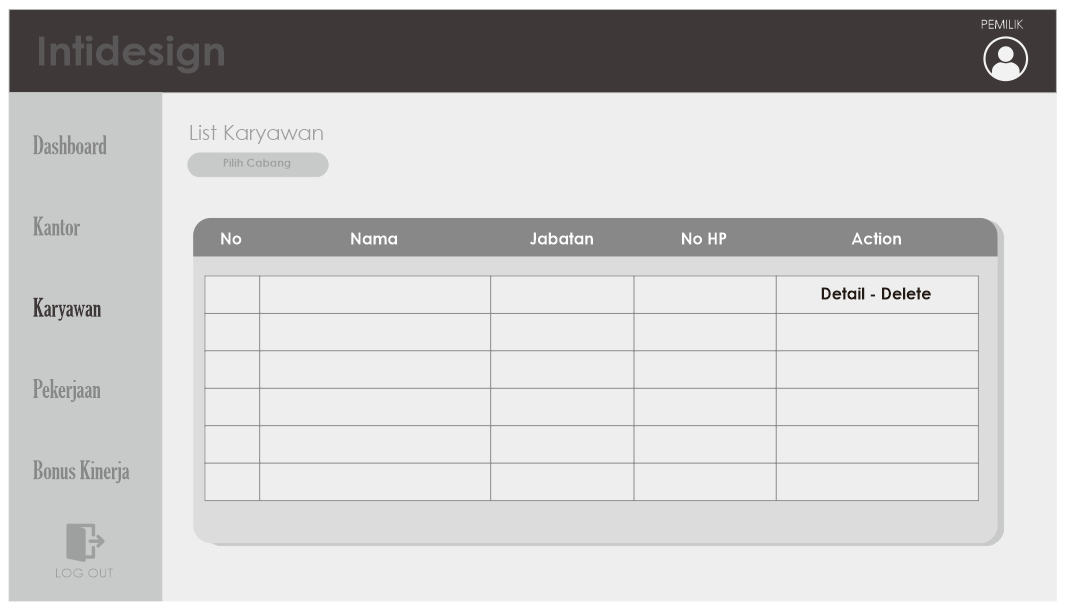 Intidesign
PEMILIK
Dashboard
Kantor
Karyawan
Pekerjaan
Bonus Kinerja
LOG OUT
List Karyawan
Pilih Cabang
No Nama Jabatan No HP Action
Detail - Delete